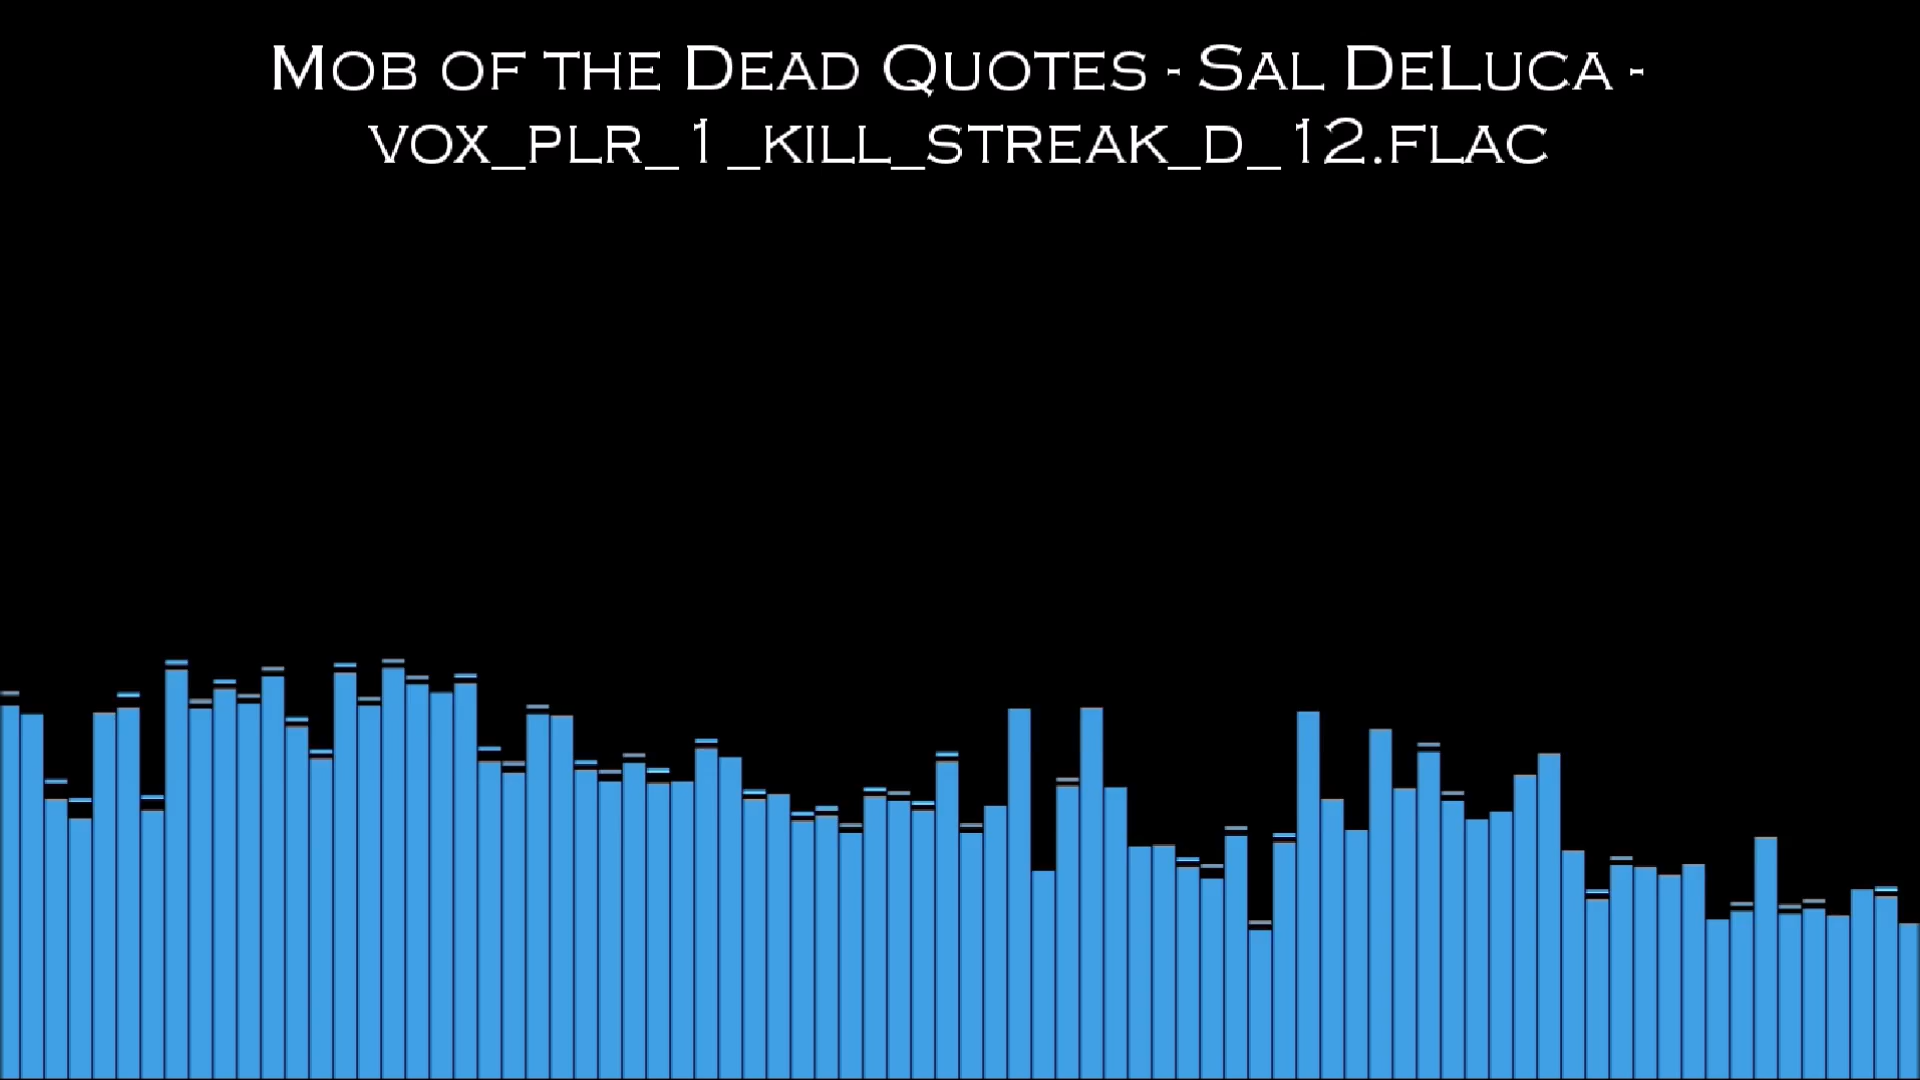 Mob of the Dead Quotes - Sal DeLuca -
vox_plr_1_kill_streak_d_12.flac